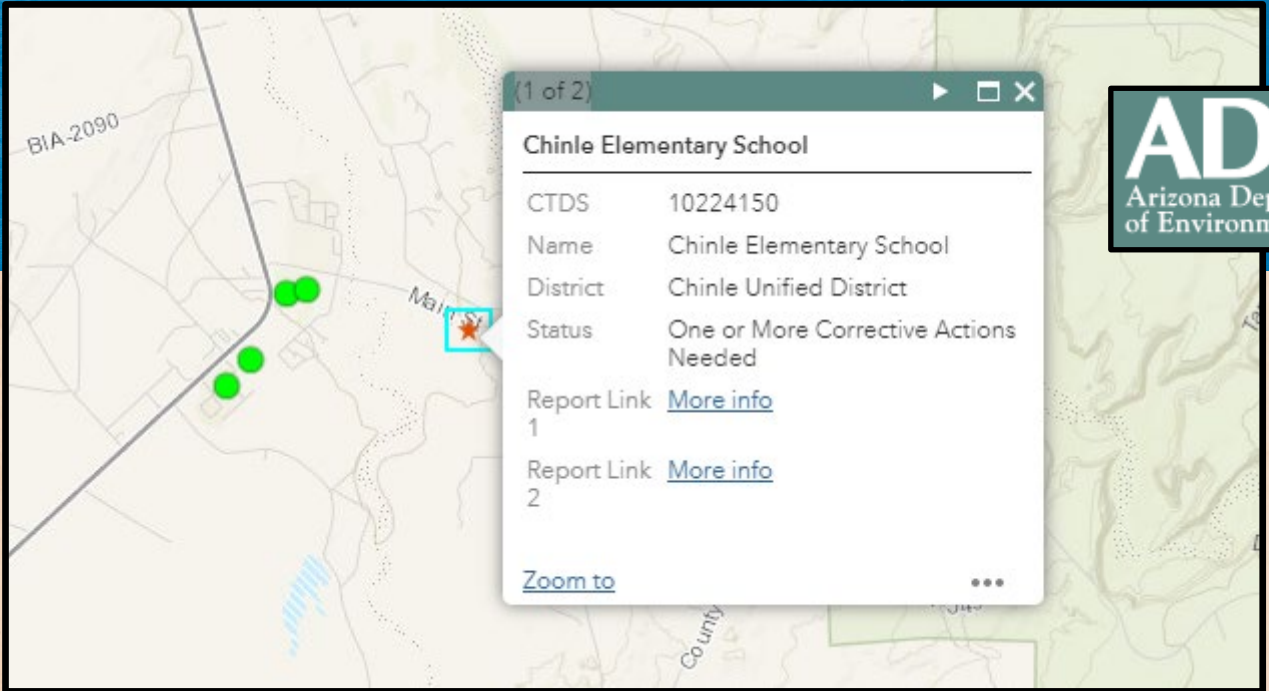 (1 of 2)
Chinle Elementary School
CTDS 10224150
Name Chinle Elementary School
District Chinle Unified District
Status One or More Corrective Actions
Needed
Report Link More info
1
Report Link More info
2
Zoom to
BIA-2090
Main St
County
AD
Arizona Dep
of Environm